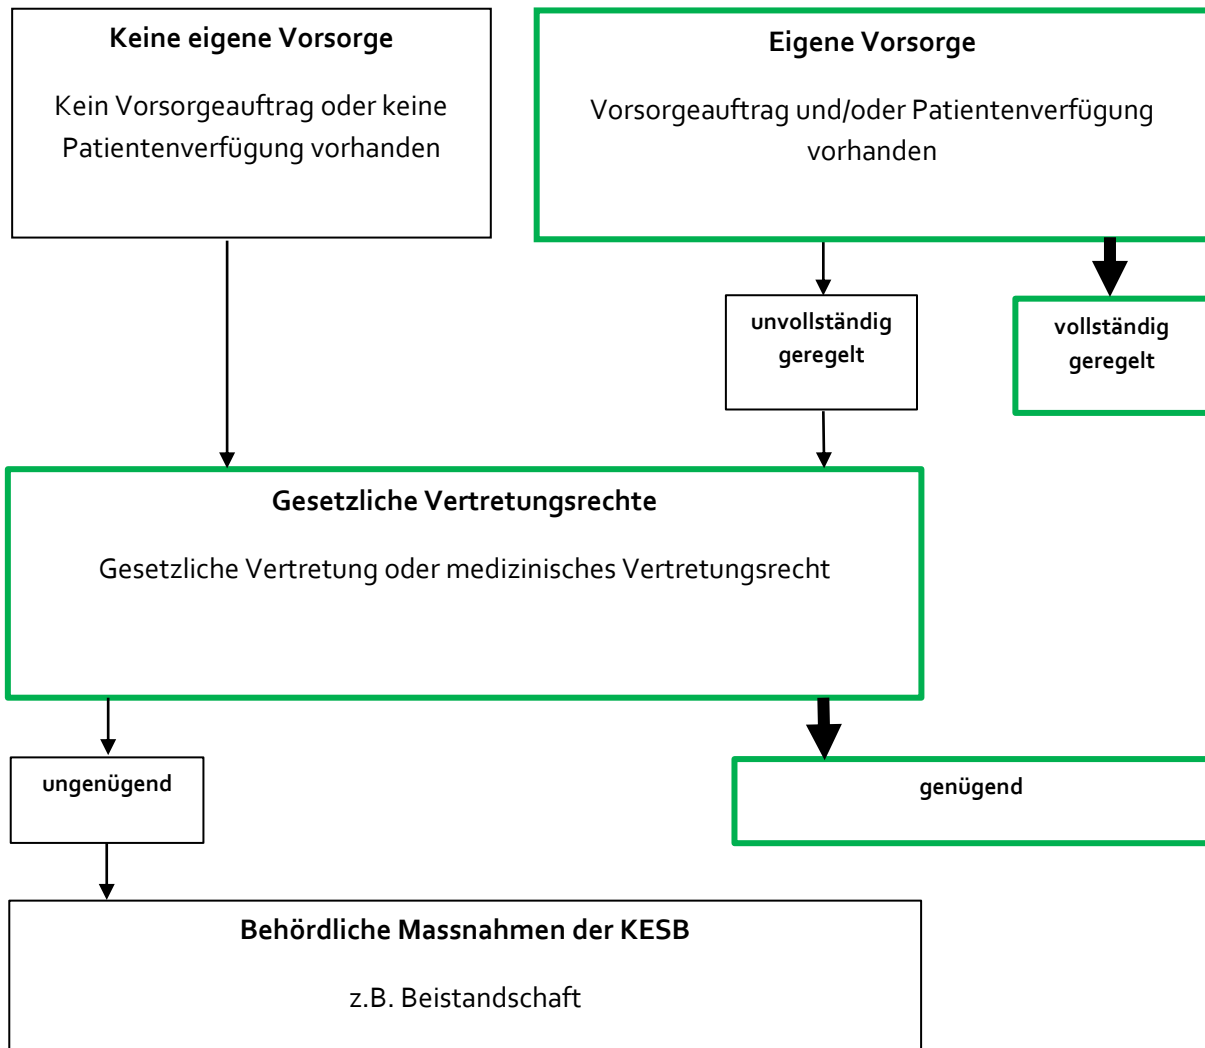 Keine eigene Vorsorge
Kein Vorsorgeauftrag oder keine
Patientenverfügung vorhanden
Eigene Vorsorge
Vorsorgeauftrag und/oder Patientenverfügung
vorhanden
unvollständig
geregelt
vollständig
geregelt
Gesetzliche Vertretungsrechte
Gesetzliche Vertretung oder medizinisches Vertretungsrecht
ungenügend
genügend
Behördliche Massnahmen der KESB
z.B. Beistandschaft